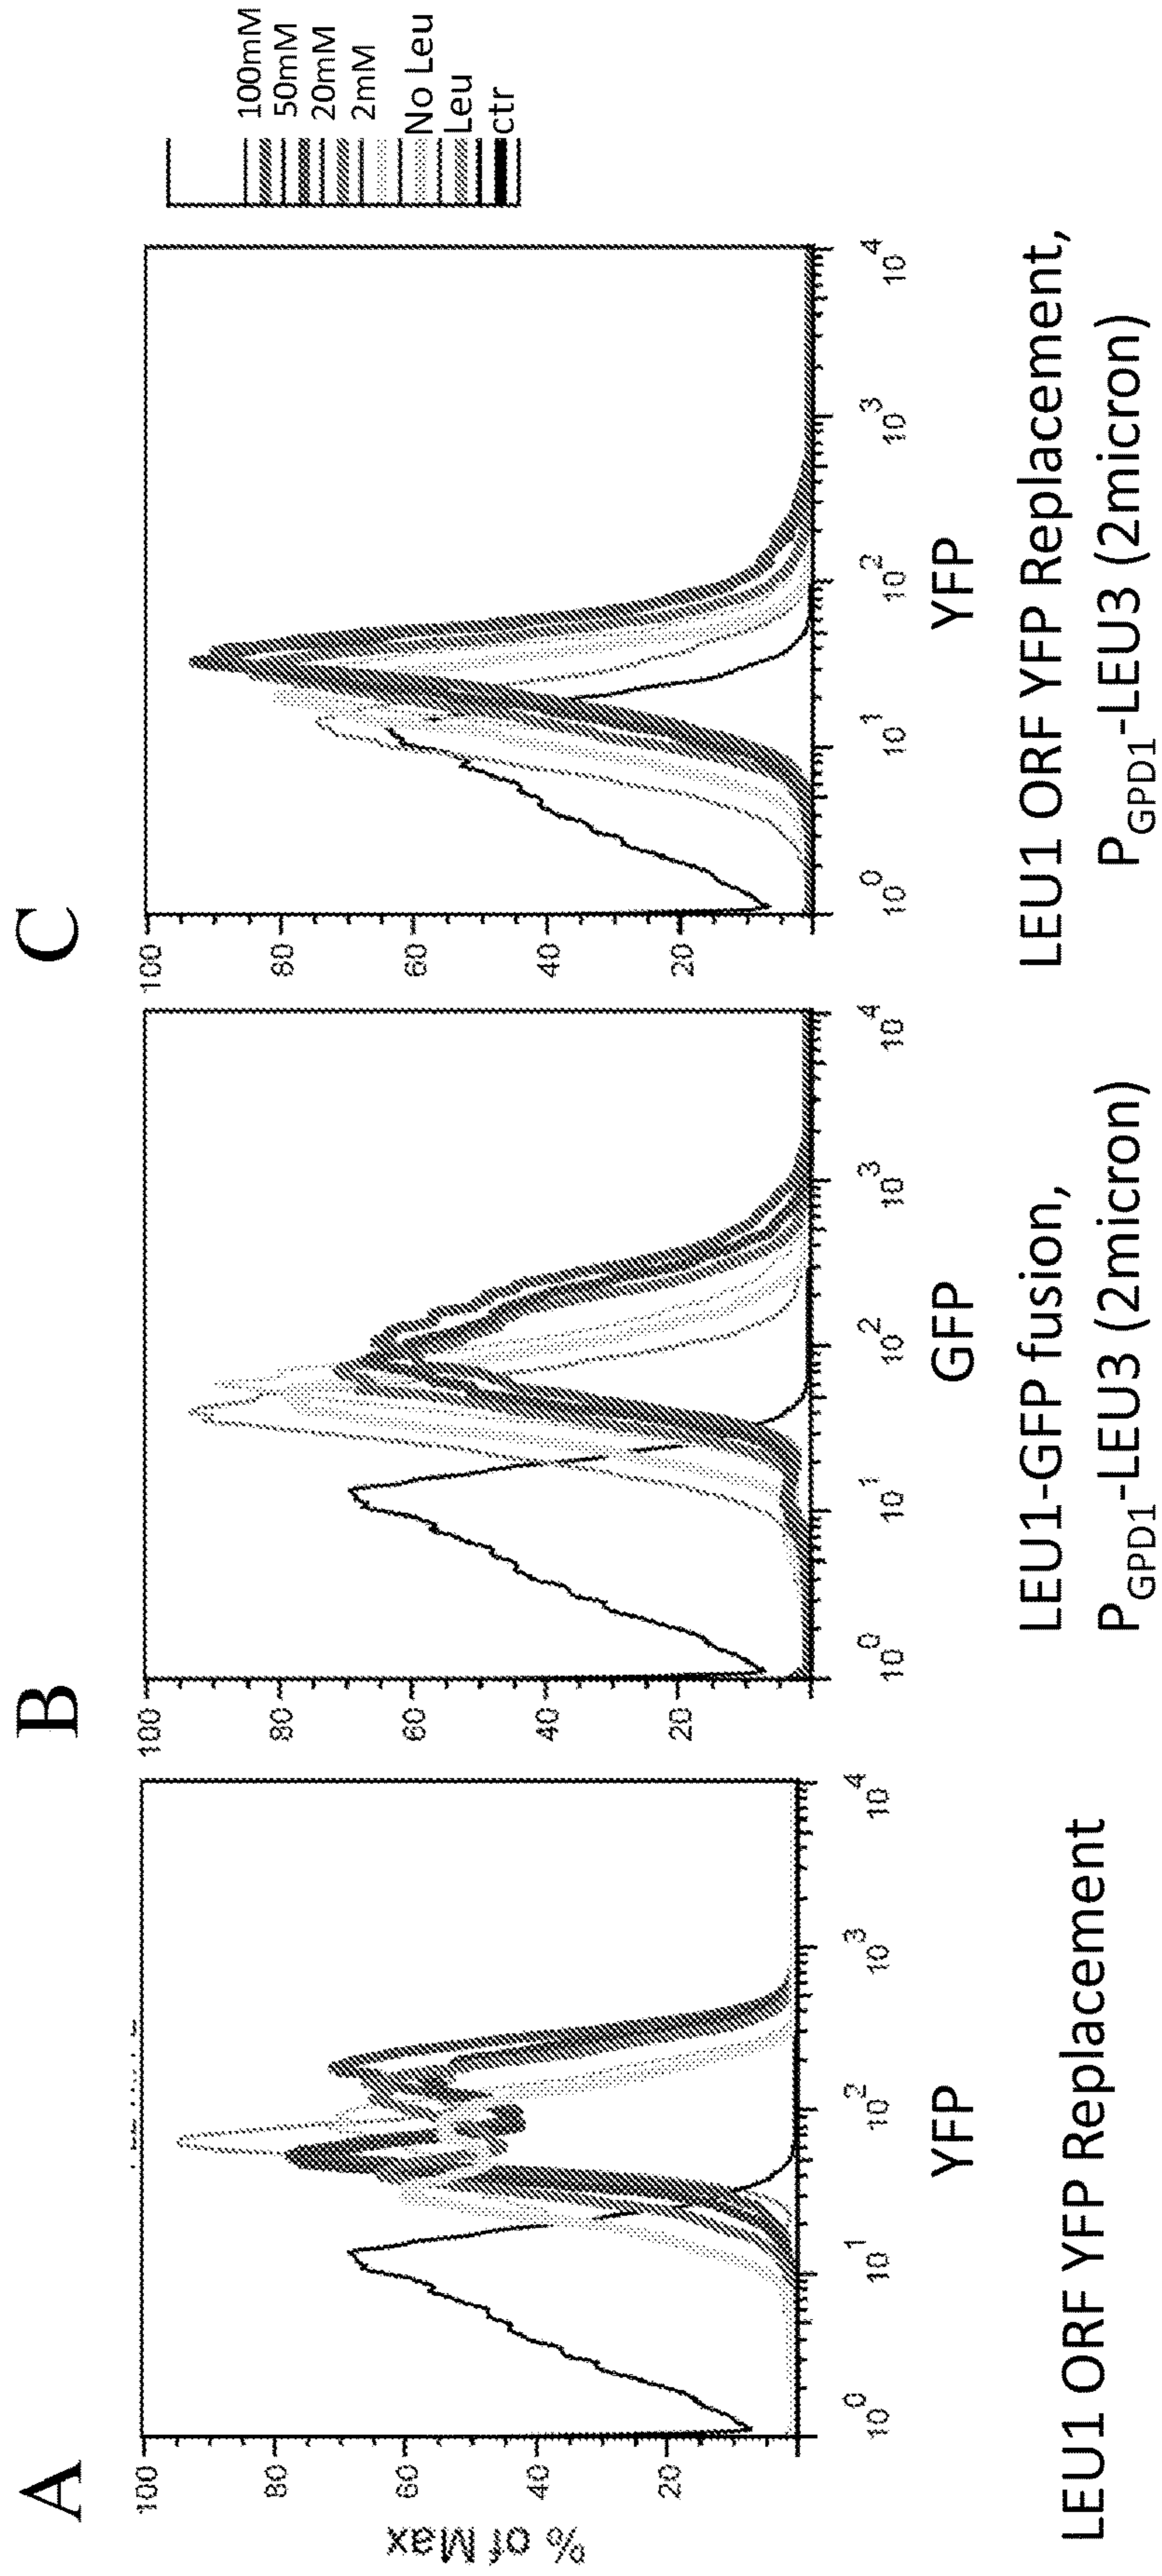 A
B
C
100
80
60
40
20
% of Max
10^0
10^1
10^2
10^3
10^4
YFP
LEU1 ORF YFP Replacement
100
80
60
40
20
10^0
10^1
10^2
10^3
10^4
GFP
LEU1-GFP fusion,
P_GPD1-LEU3 (2micron)
100
80
60
40
20
10^0
10^1
10^2
10^3
10^4
YFP
LEU1 ORF YFP Replacement,
P_GPD1-LEU3 (2micron)
100mM
50mM
20mM
2mM
No Leu
Leu
ctr